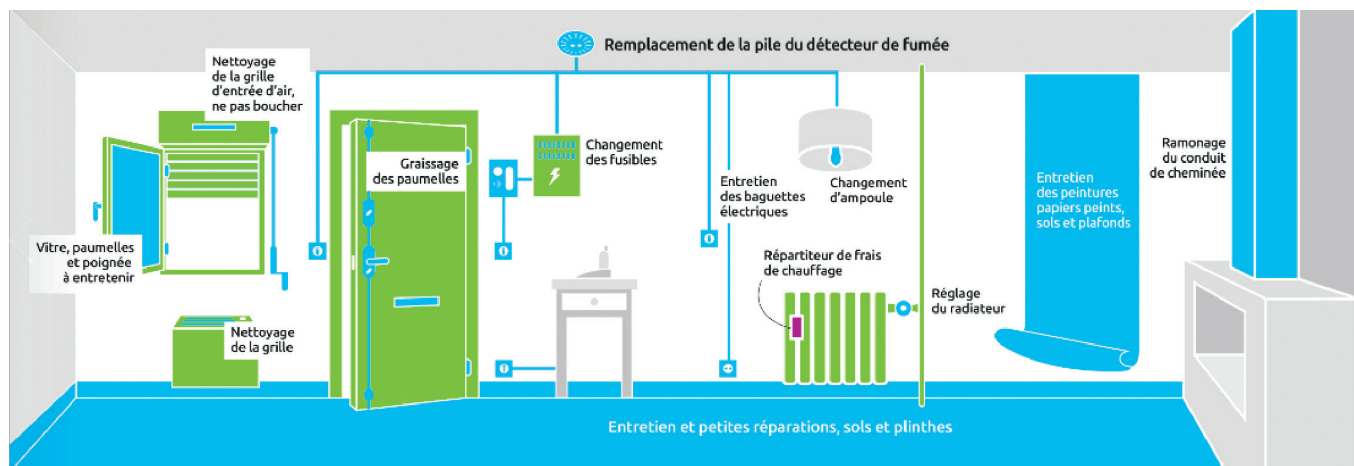 Remplacement de la pile du détecteur de fumée
Nettoyage
de la grille
d'entrée d'air,
ne pas boucher
Vitre, paumelles
et poignée
à entretenir
Nettoyage
de la grille
Graissage
des paumelles
Changement
des fusibles
Entretien
des baguettes
électriques
Changement
d'ampoule
Répartiteur de frais
de chauffage
Réglage
du radiateur
Entretien
des peintures
papiers peints,
sols et plafonds
Ramonage
du conduit
de cheminée
Entretien et petites réparations, sols et plinthes